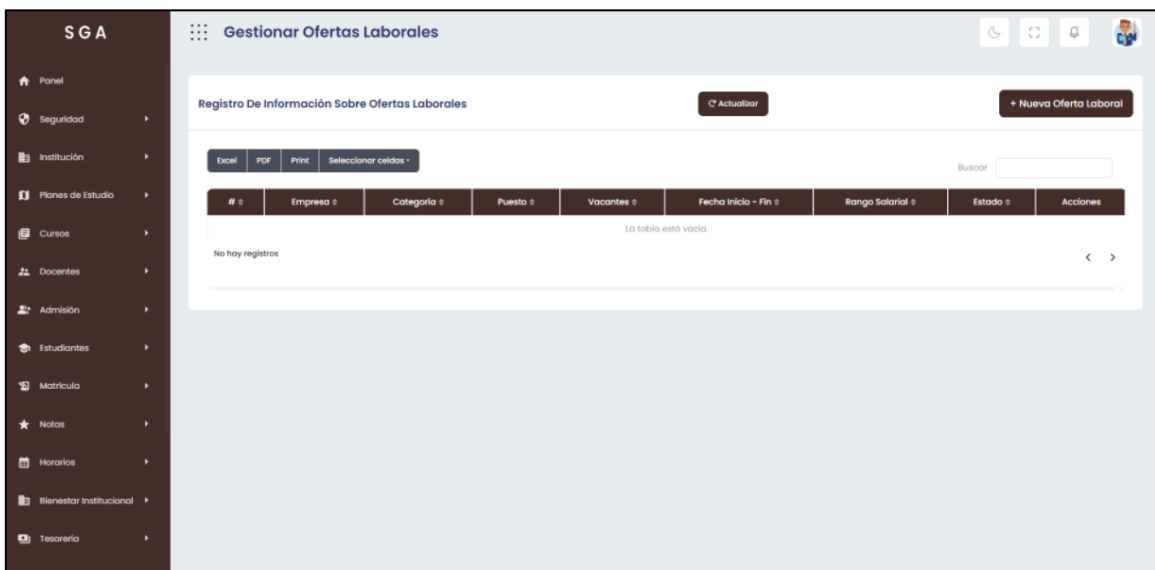 SGA
Gestionar Ofertas Laborales
Panel
Seguridad
Institución
Planes de Estudio
Cursos
Docentes
Admisión
Estudiantes
Matrícula
Notas
Horarios
Bienestar Institucional
Tesorería
Registro De Información Sobre Ofertas Laborales
Actualizar
+ Nueva Oferta Laboral
Excel PDF Print Seleccionar celdas
Buscar
# Empresa Categoría Puesto Vacantes Fecha Inicio - Fin Rango Salarial Estado Acciones
La tabla está vacía.
No hay registros